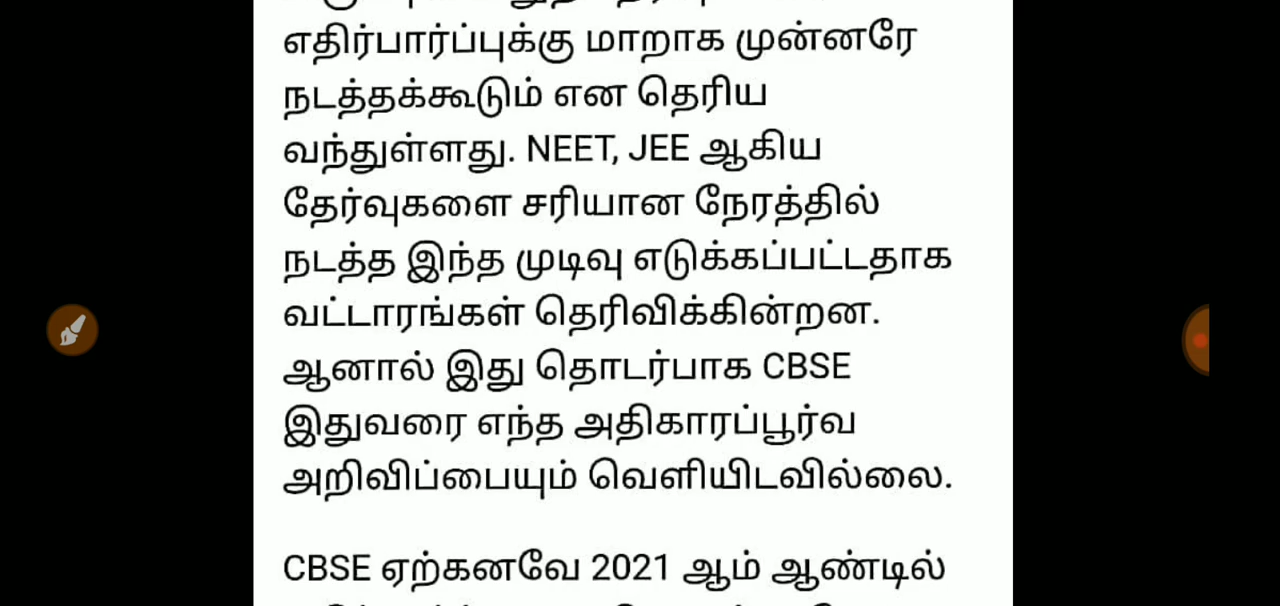 எதிர்பார்ப்புக்கு மாறாக முன்னரே
நடத்தக்கூடும் என தெரிய
வந்துள்ளது. NEET, JEE ஆகிய
தேர்வுகளை சரியான நேரத்தில்
நடத்த இந்த முடிவு எடுக்கப்பட்டதாக
வட்டாரங்கள் தெரிவிக்கின்றன.
ஆனால் இது தொடர்பாக CBSE
இதுவரை எந்த அதிகாரப்பூர்வ
அறிவிப்பையும் வெளியிடவில்லை.
CBSE ஏற்கனவே 2021 ஆம் ஆண்டில்